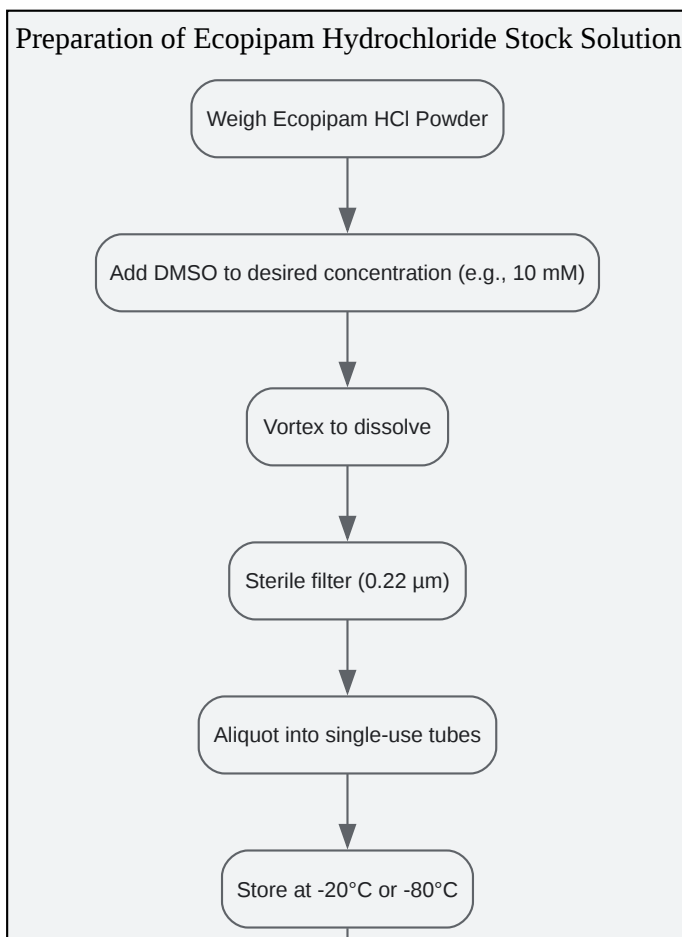 Preparation of Ecopipam Hydrochloride Stock Solution
Weigh Ecopipam HCl Powder
Add DMSO to desired concentration (e.g., 10 mM)
Vortex to dissolve
Sterile filter (0.22 µm)
Aliquot into single-use tubes
Store at -20°C or -80°C